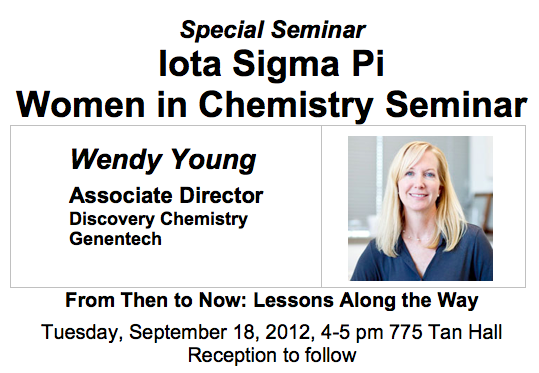 Special Seminar
Iota Sigma Pi
Women in Chemistry Seminar
Wendy Young
Associate Director
Discovery Chemistry
Genentech
From Then to Now: Lessons Along the Way
Tuesday, September 18, 2012, 4-5 pm 775 Tan Hall
Reception to follow